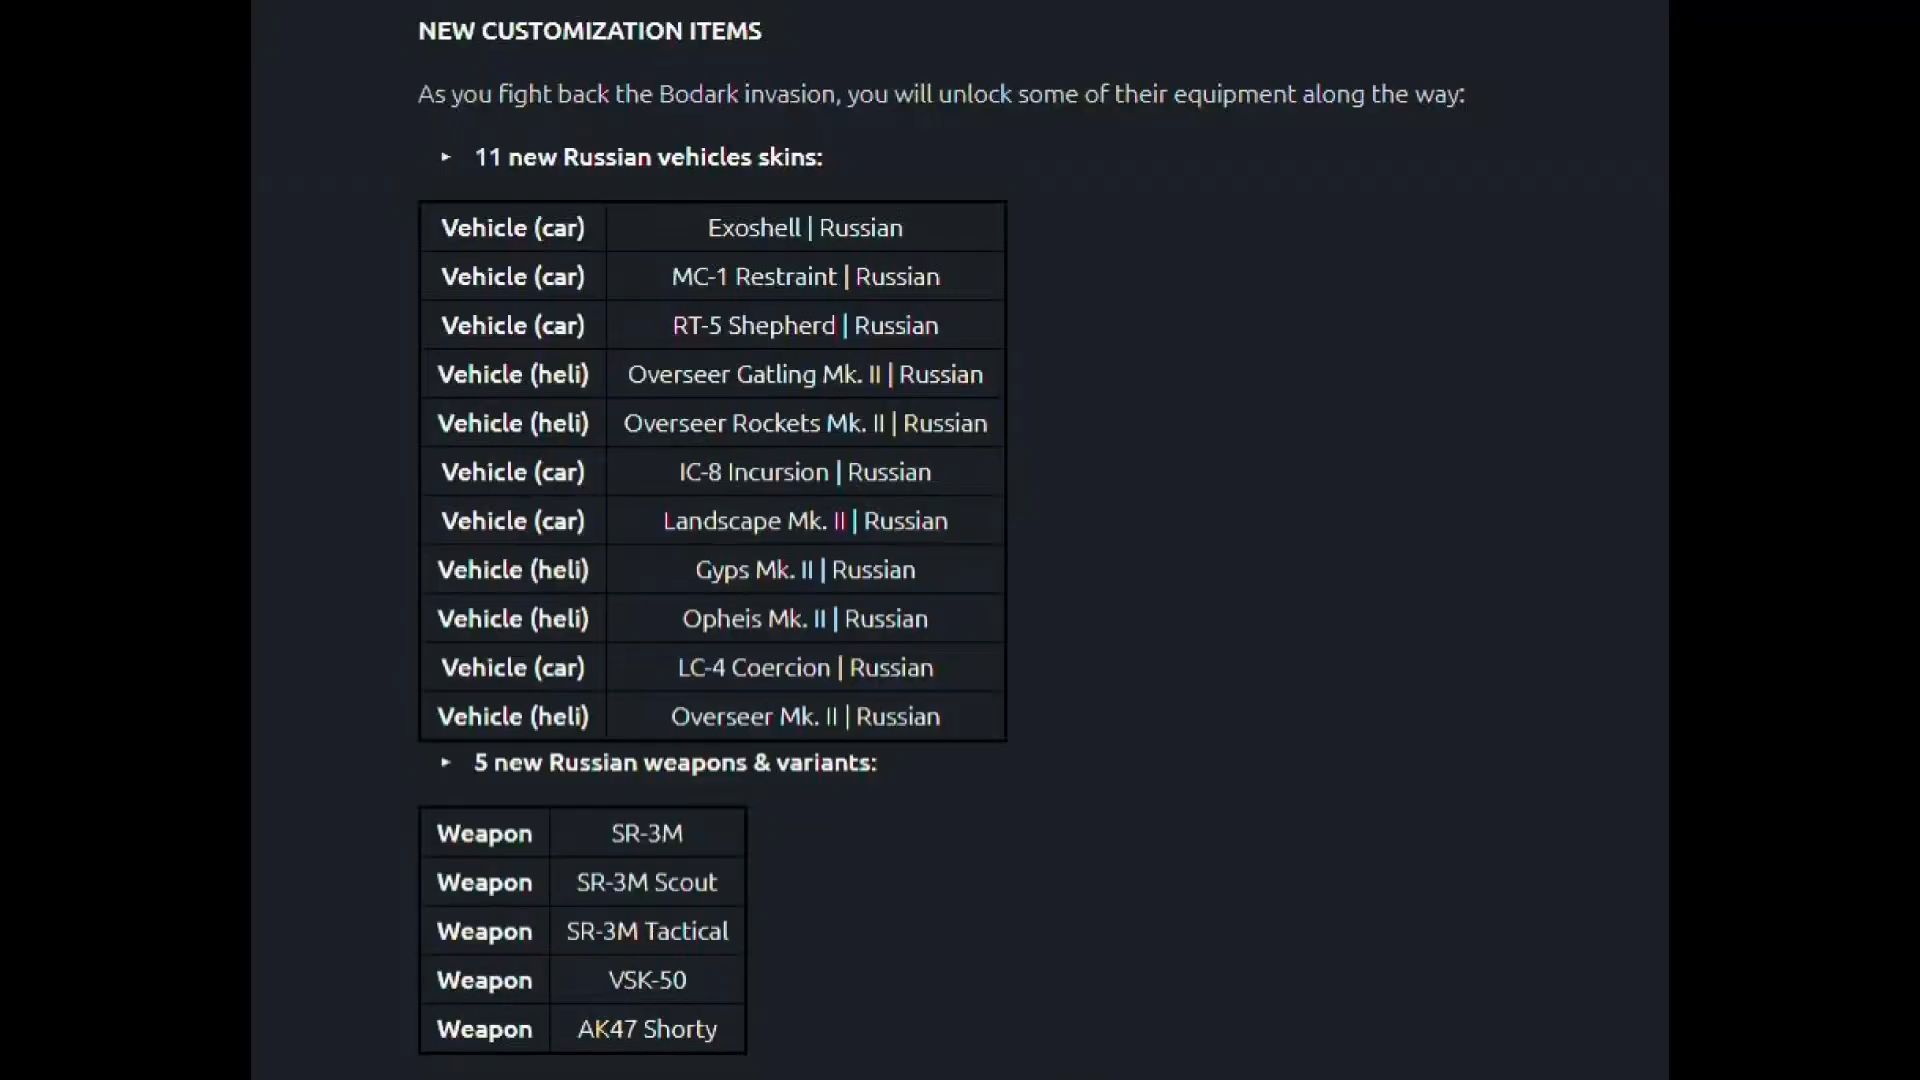 NEW CUSTOMIZATION ITEMS
As you fight back the Bodark invasion, you will unlock some of their equipment along the way:
▸ 11 new Russian vehicles skins:
Vehicle (car) Exoshell | Russian
Vehicle (car) MC-1 Restraint | Russian
Vehicle (car) RT-5 Shepherd | Russian
Vehicle (heli) Overseer Gatling Mk. II | Russian
Vehicle (heli) Overseer Rockets Mk. II | Russian
Vehicle (car) IC-8 Incursion | Russian
Vehicle (car) Landscape Mk. II | Russian
Vehicle (heli) Gyps Mk. II | Russian
Vehicle (heli) Opheis Mk. II | Russian
Vehicle (car) LC-4 Coercion | Russian
Vehicle (heli) Overseer Mk. II | Russian
▸ 5 new Russian weapons & variants:
Weapon SR-3M
Weapon SR-3M Scout
Weapon SR-3M Tactical
Weapon VSK-50
Weapon AK47 Shorty